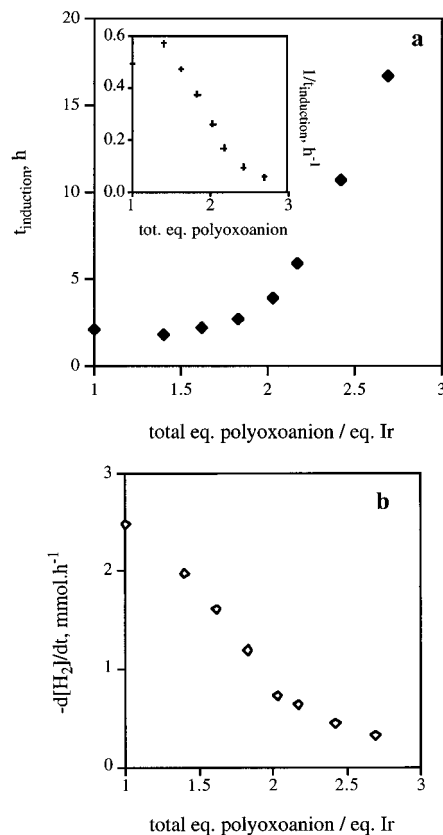 a
20
15
10
5
0
t induction, h
0.6
0.4
0.2
0.0
1 2 3
1/t induction, h-1
tot. eq. polyoxoanion
1 1.5 2 2.5 3
total eq. polyoxoanion / eq. Ir
b
3
2
1
0
-d[H2]/dt, mmol.h-1
1 1.5 2 2.5 3
total eq. polyoxoanion / eq. Ir